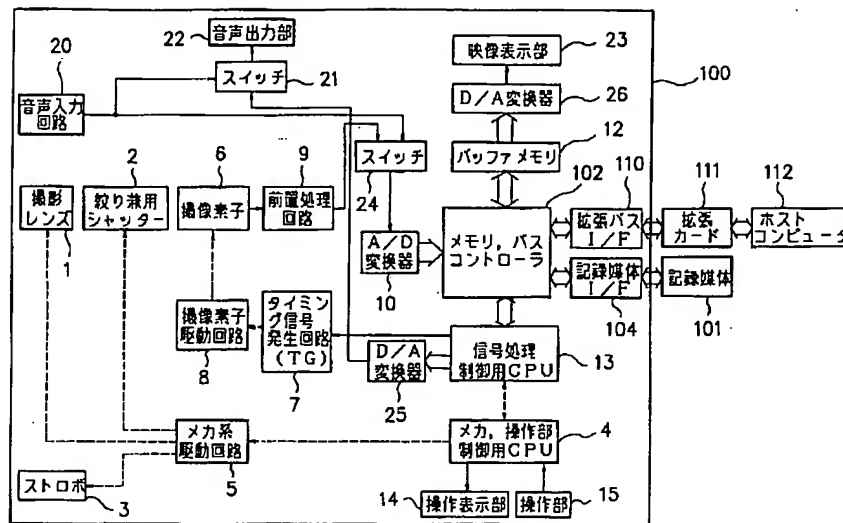 22
音声出力部
20
スイッチ
21
音声入力
回路
映像表示部
23
100
D/A変換器
26
12
バッファメモリ
2
6
9
スイッチ
24
102
110
111
112
撮影
レンズ
1
絞り兼用
シャッター
撮像素子
前置処理
回路
A/D
変換器
10
メモリ,バス
コントローラ
拡張バス
I/F
拡張
カード
ホスト
コンピュータ
記録媒体
I/F
104
記録媒体
101
撮像素子
駆動回路
8
タイミン
グ信号
発生回路
(TG)
7
D/A
変換器
25
信号処理
制御用CPU
13
メカ系
駆動回路
5
メカ,操作部
制御用CPU
4
ストロボ
3
14
操作表示部
操作部
15